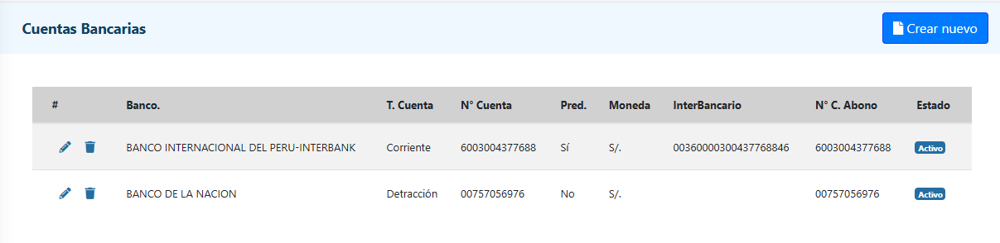 Cuentas Bancarias
Crear nuevo
# Banco. T. Cuenta N° Cuenta Pred. Moneda InterBancario N° C. Abono Estado
BANCO INTERNACIONAL DEL PERU-INTERBANK Corriente 6003004377688 Sí S/. 00360000300437768846 6003004377688 Activo
BANCO DE LA NACION Detracción 00757056976 No S/. 00757056976 Activo